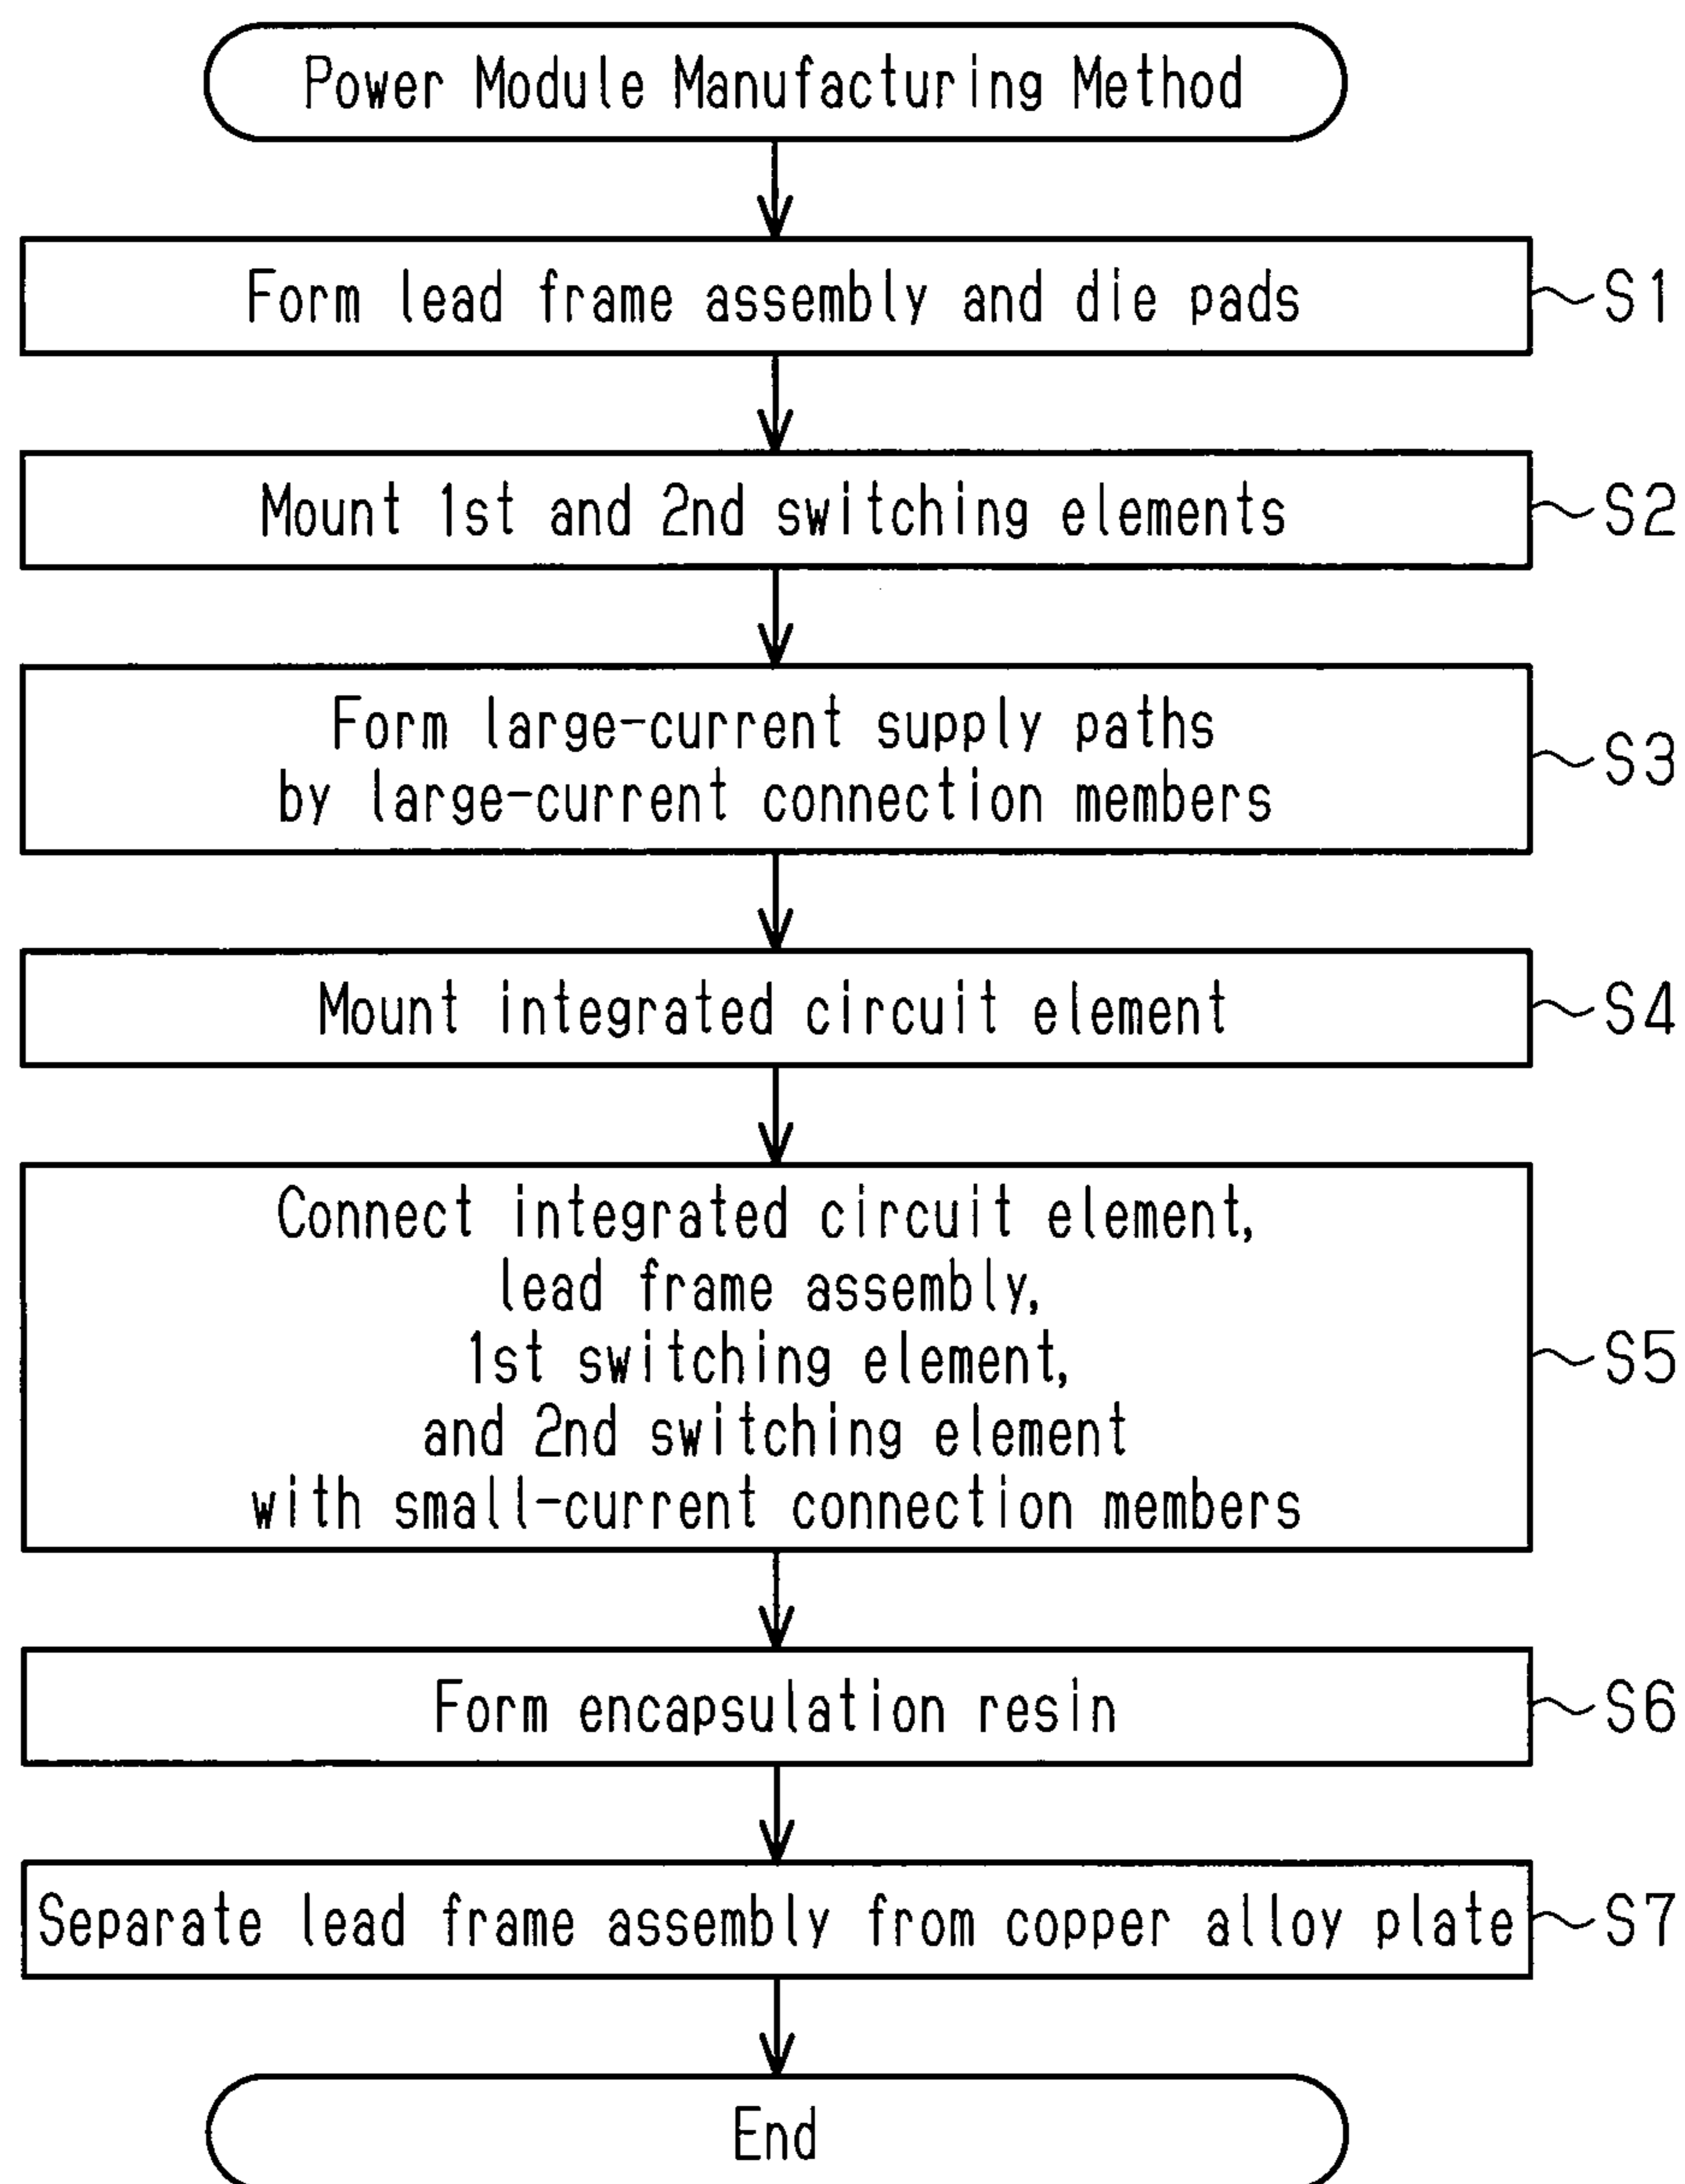 Power Module Manufacturing Method
Form lead frame assembly and die pads
S1
Mount 1st and 2nd switching elements
S2
Form large-current supply paths
by large-current connection members
S3
Mount integrated circuit element
S4
Connect integrated circuit element,
lead frame assembly,
1st switching element,
and 2nd switching element
with small-current connection members
S5
Form encapsulation resin
S6
Separate lead frame assembly from copper alloy plate
S7
End